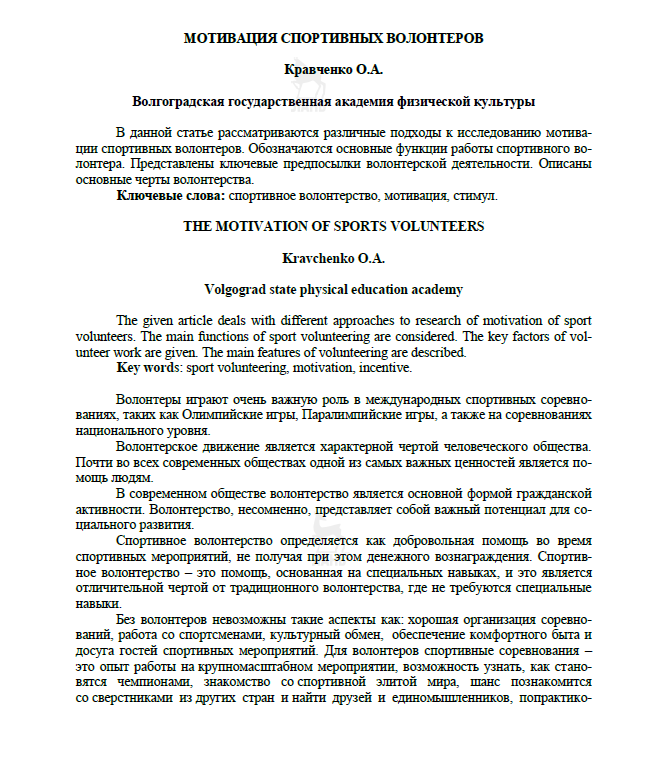 МОТИВАЦИЯ СПОРТИВНЫХ ВОЛОНТЕРОВ
Кравченко О.А.
Волгоградская государственная академия физической культуры
В данной статье рассматриваются различные подходы к исследованию мотива-
ции спортивных волонтеров. Обозначаются основные функции работы спортивного во-
лонтера. Представлены ключевые предпосылки волонтерской деятельности. Описаны
основные черты волонтерства.
Ключевые слова: спортивное волонтерство, мотивация, стимул.
THE MOTIVATION OF SPORTS VOLUNTEERS
Kravchenko O.A.
Volgograd state physical education academy
The given article deals with different approaches to research of motivation of sport
volunteers. The main functions of sport volunteering are considered. The key factors of vol-
unteer work are given. The main features of volunteering are described.
Key words: sport volunteering, motivation, incentive.
Волонтеры играют очень важную роль в международных спортивных соревно-
ваниях, таких как Олимпийские игры, Паралимпийские игры, а также на соревнованиях
национального уровня.
Волонтерское движение является характерной чертой человеческого общества.
Почти во всех современных обществах одной из самых важных ценностей является по-
мощь людям.
В современном обществе волонтерство является основной формой гражданской
активности. Волонтерство, несомненно, представляет собой важный потенциал для со-
циального развития.
Спортивное волонтерство определяется как добровольная помощь во время
спортивных мероприятий, не получая при этом денежного вознаграждения. Спортив-
ное волонтерство – это помощь, основанная на специальных навыках, и это является
отличительной чертой от традиционного волонтерства, где не требуются специальные
навыки.
Без волонтеров невозможны такие аспекты как: хорошая организация соревно-
ваний, работа со спортсменами, культурный обмен, обеспечение комфортного быта и
досуга гостей спортивных мероприятий. Для волонтеров спортивные соревнования –
это опыт работы на крупномасштабном мероприятии, возможность узнать, как стано-
вятся чемпионами, знакомство со спортивной элитой мира, шанс познакомится
со сверстниками из других стран и найти друзей и единомышленников, попрактико-